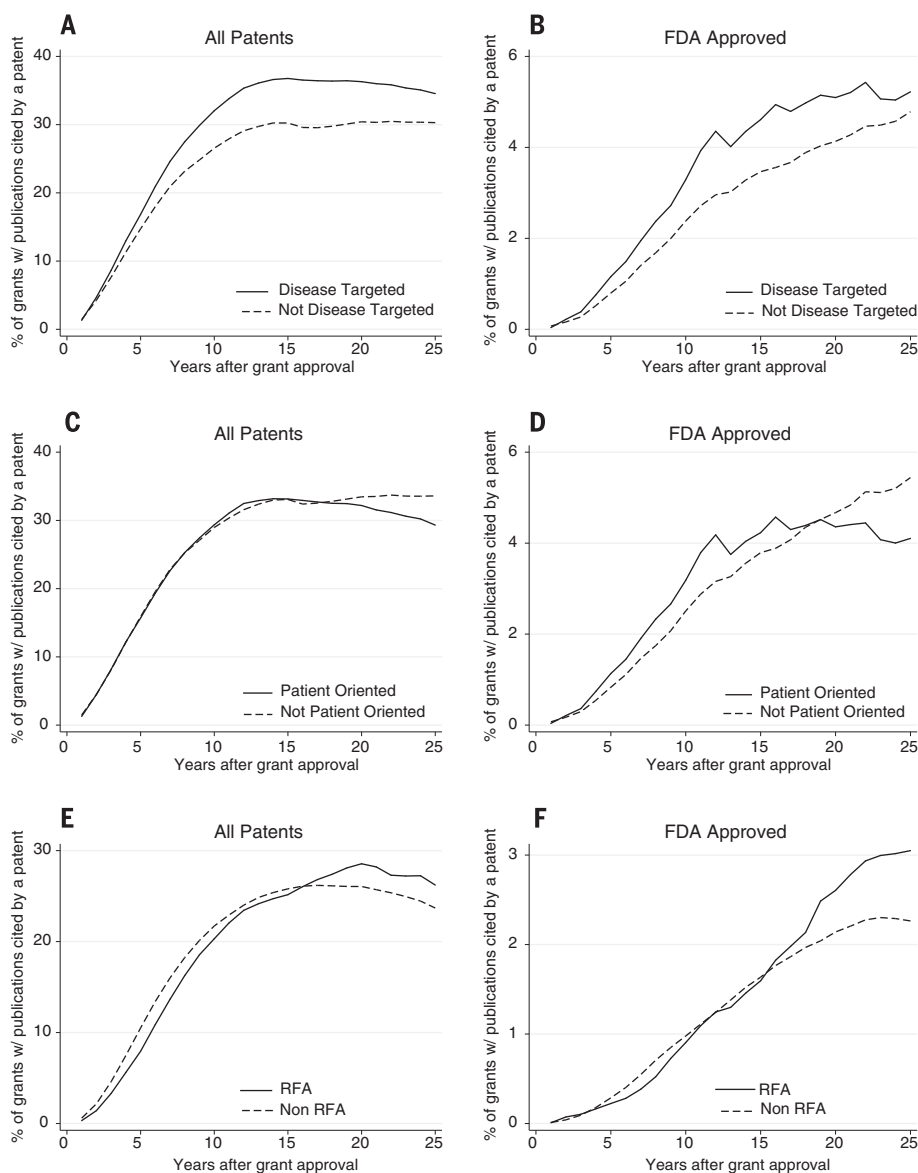 A
All Patents
% of grants w/ publications cited by a patent
40
30
20
10
0
Disease Targeted
Not Disease Targeted
0 5 10 15 20 25
Years after grant approval
B
FDA Approved
% of grants w/ publications cited by a patent
6
4
2
0
Disease Targeted
Not Disease Targeted
0 5 10 15 20 25
Years after grant approval
C
All Patents
% of grants w/ publications cited by a patent
40
30
20
10
0
Patient Oriented
Not Patient Oriented
0 5 10 15 20 25
Years after grant approval
D
FDA Approved
% of grants w/ publications cited by a patent
6
4
2
0
Patient Oriented
Not Patient Oriented
0 5 10 15 20 25
Years after grant approval
E
All Patents
% of grants w/ publications cited by a patent
30
20
10
0
RFA
Non RFA
0 5 10 15 20 25
Years after grant approval
F
FDA Approved
% of grants w/ publications cited by a patent
3
2
1
0
RFA
Non RFA
0 5 10 15 20 25
Years after grant approval